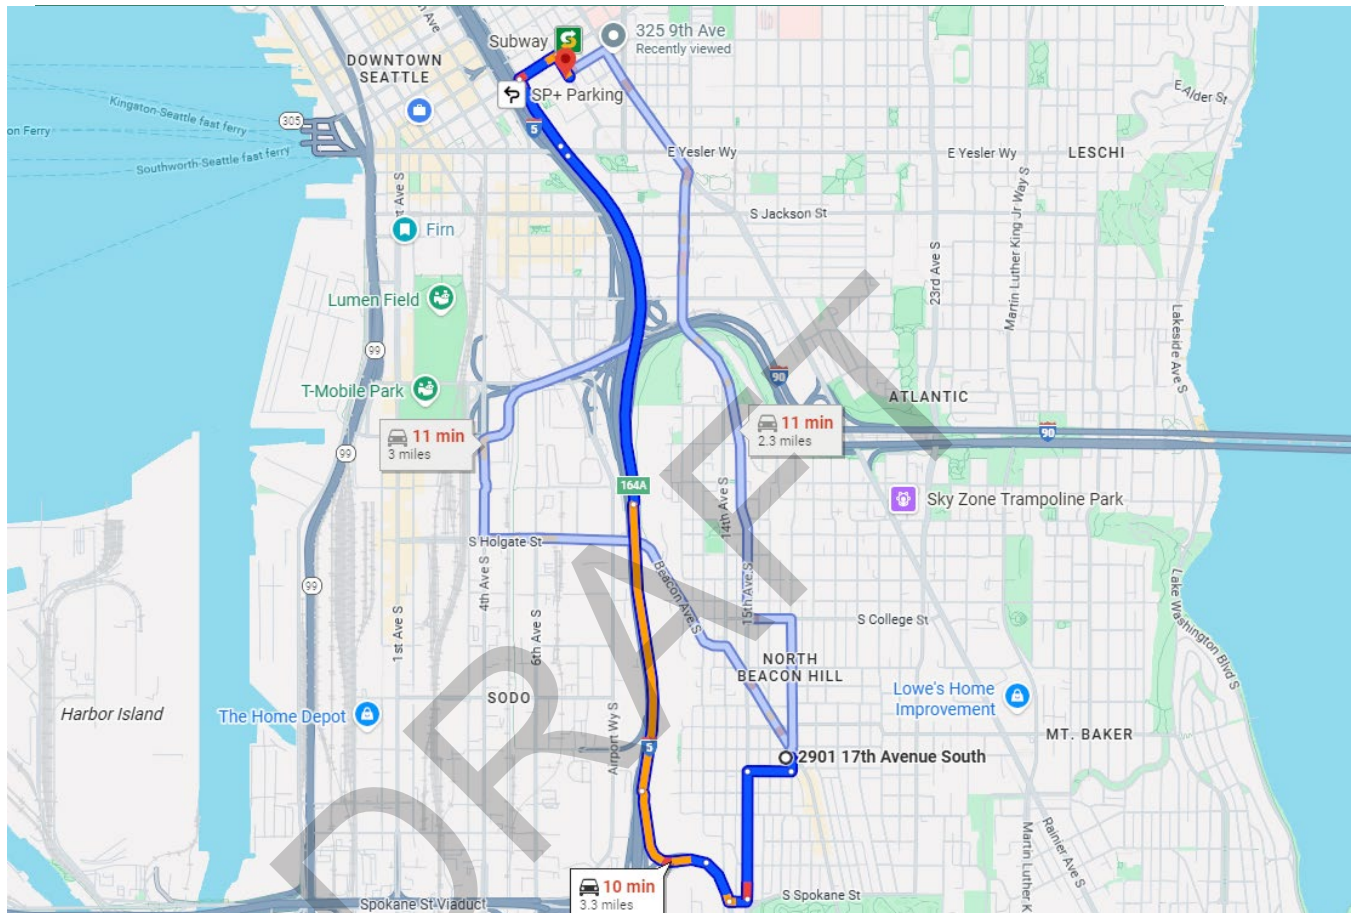 Subway
325 9th Ave
Recently viewed
DOWNTOWN
SEATTLE
SP+ Parking
E Alder St
Kingston-Seattle fast ferry
on Ferry
305
Southworth-Seattle fast ferry
5
E Yesler Wy
E Yesler Wy
LESCHI
S Jackson St
Firn
23rd Ave S
Martin Luther King Jr Way S
Lumen Field
Lakeside Ave S
99
90
T-Mobile Park
ATLANTIC
11 min
3 miles
11 min
2.3 miles
90
99
164A
14th Ave S
Sky Zone Trampoline Park
S Holgate St
Beacon Ave S
99
4th Ave S
15th Ave S
Lake Washington Blvd S
1st Ave S
6th Ave S
S College St
NORTH
BEACON HILL
SODO
Lowe's Home
Improvement
Harbor Island
The Home Depot
Airport Wy S
MT. BEAKER
5
2901 17th Avenue South
Rainier Ave S
Martin Luther K
10 min
3.3 miles
S Spokane St
Spokane St Viaduct
DRAFT